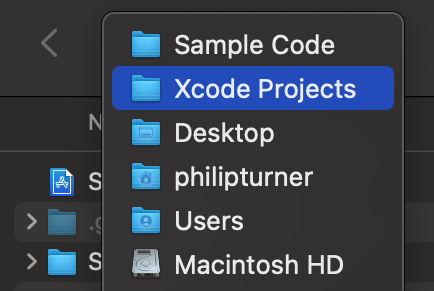 Sample Code
Xcode Projects
Desktop
philipturner
Users
Macintosh HD
N
S
.g
S